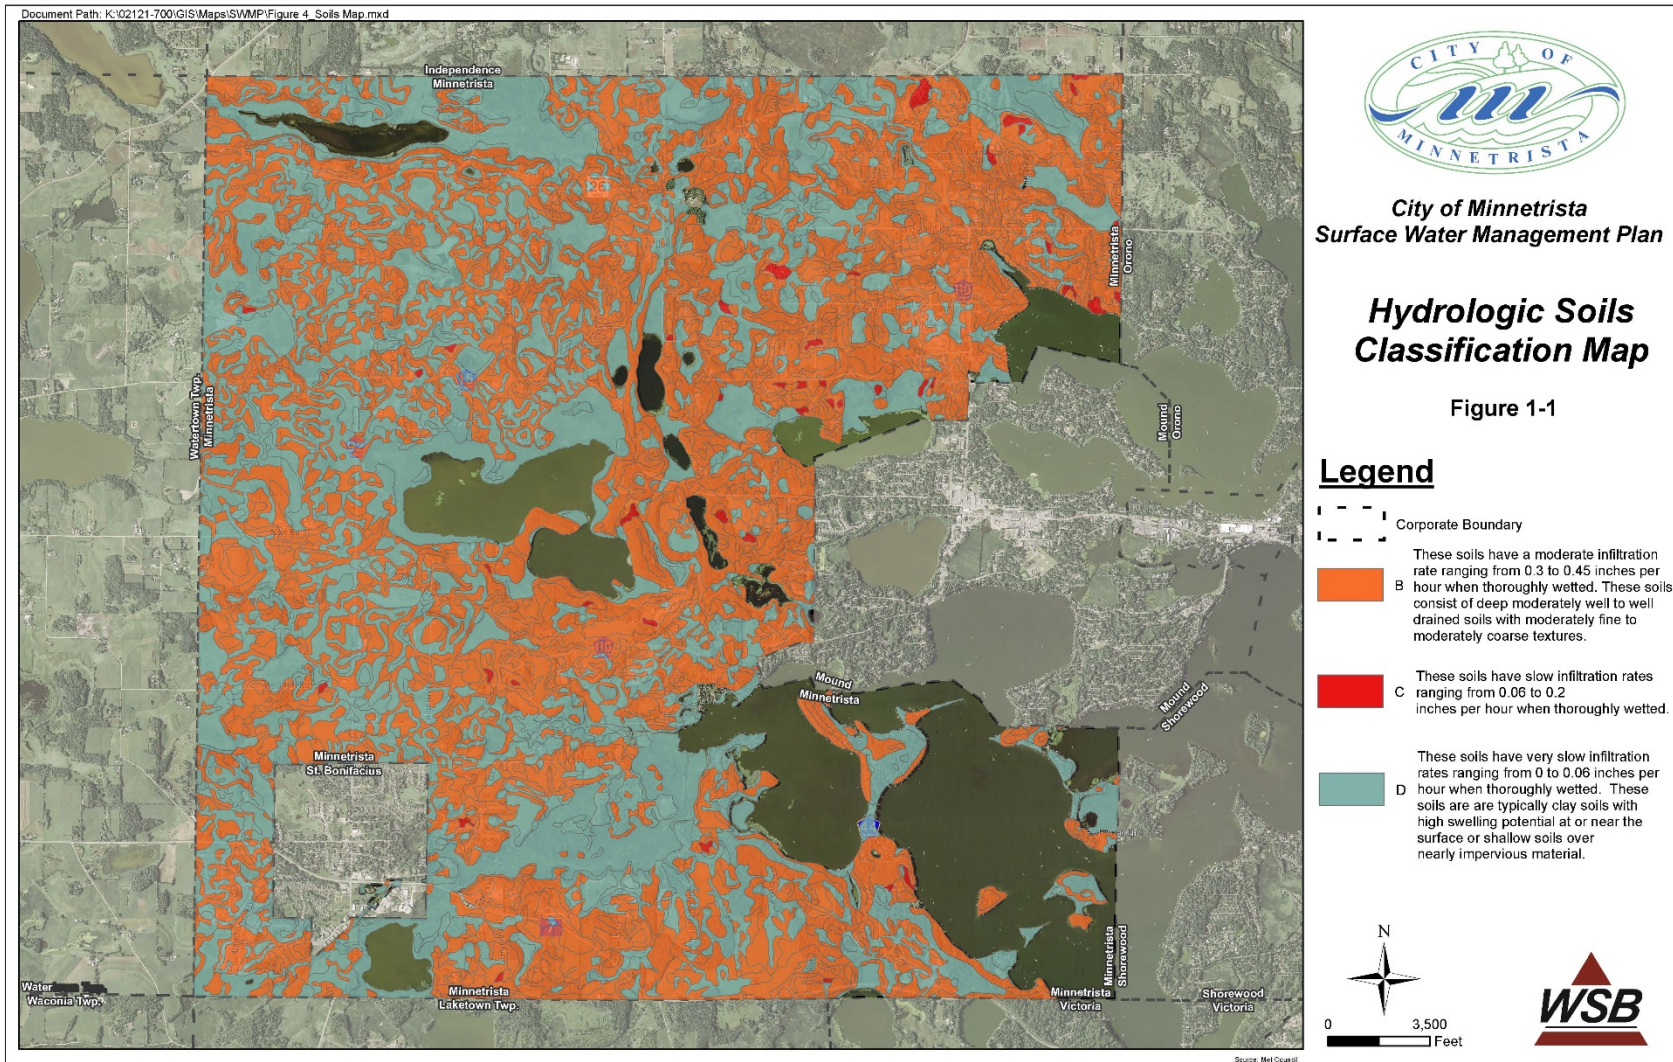 Document Path: K:\02121-700\GIS\Maps\SWMP\Figure 4_Soils Map.mxd
Independence
Minnetrista
26
Minnetrista
Orono
110
Watertown Twp.
Minnetrista
Mound
Orono
110
Mound
Minnetrista
Mound
Shorewood
Minnetrista
St. Bonifacius
44
Minnetrista
Shorewood
Water
Waconia Twp.
Minnetrista
Laketown Twp.
Minnetrista
Victoria
Shorewood
Victoria
CITY OF
MINNETRISTA
City of Minnetrista
Surface Water Management Plan
Hydrologic Soils
Classification Map
Figure 1-1
Legend
Corporate Boundary
B
These soils have a moderate infiltration
rate ranging from 0.3 to 0.45 inches per
hour when thoroughly wetted. These soils
consist of deep moderately well to well
drained soils with moderately fine to
moderately coarse textures.
C
These soils have slow infiltration rates
ranging from 0.06 to 0.2
inches per hour when thoroughly wetted.
D
These soils have very slow infiltration
rates ranging from 0 to 0.06 inches per
hour when thoroughly wetted. These
soils are are typically clay soils with
high swelling potential at or near the
surface or shallow soils over
nearly impervious material.
N
0 3,500
Feet
WSB
Source: Met Council